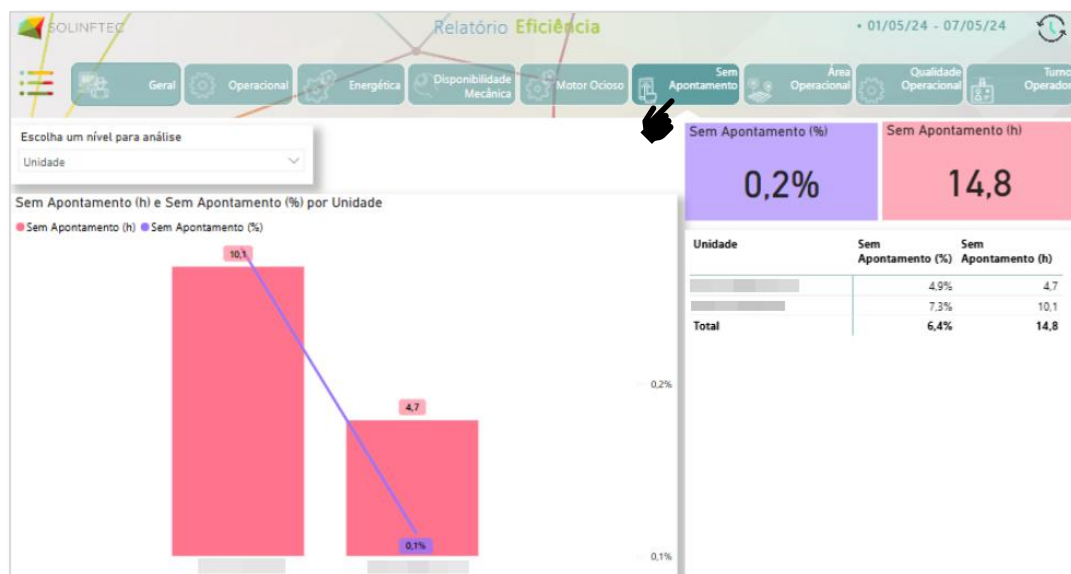 SOLINFTEC
Relatório Eficiência
• 01/05/24 - 07/05/24
Geral
Operacional
Energética
Disponibilidade
Mecânica
Motor Ocioso
Sem
Apontamento
Área
Operacional
Qualidade
Operacional
Turno
Operador
Escolha um nível para análise
Unidade
Sem Apontamento (%)
0,2%
Sem Apontamento (h)
14,8
Sem Apontamento (h) e Sem Apontamento (%) por Unidade
Sem Apontamento (h) Sem Apontamento (%)
10,1
4,7
0,1%
0,2%
0,1%
Unidade Sem Apontamento (%) Sem Apontamento (h)
4,9% 4,7
7,3% 10,1
Total 6,4% 14,8